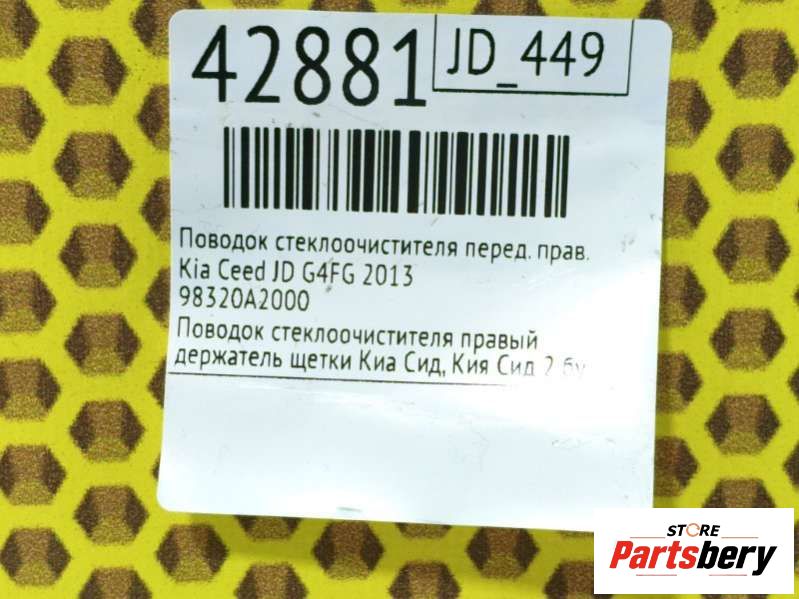 42881
JD_449
Поводок стеклоочистителя перед. прав.
Kia Ceed JD G4FG 2013
98320A2000
Поводок стеклоочистителя правый
держатель щетки Киа Сид, Кия Сид 2 бу
STORE
Partsbery